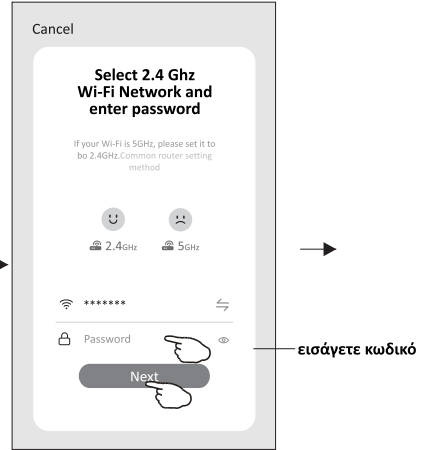 Cancel
Select 2.4 Ghz
Wi-Fi Network and
enter password
If your Wi-Fi is 5GHz, please set it to
bo 2.4GHz.Common router setting
method
2.4GHz 5GHz
*******
Password
Next
εισάγετε κωδικό